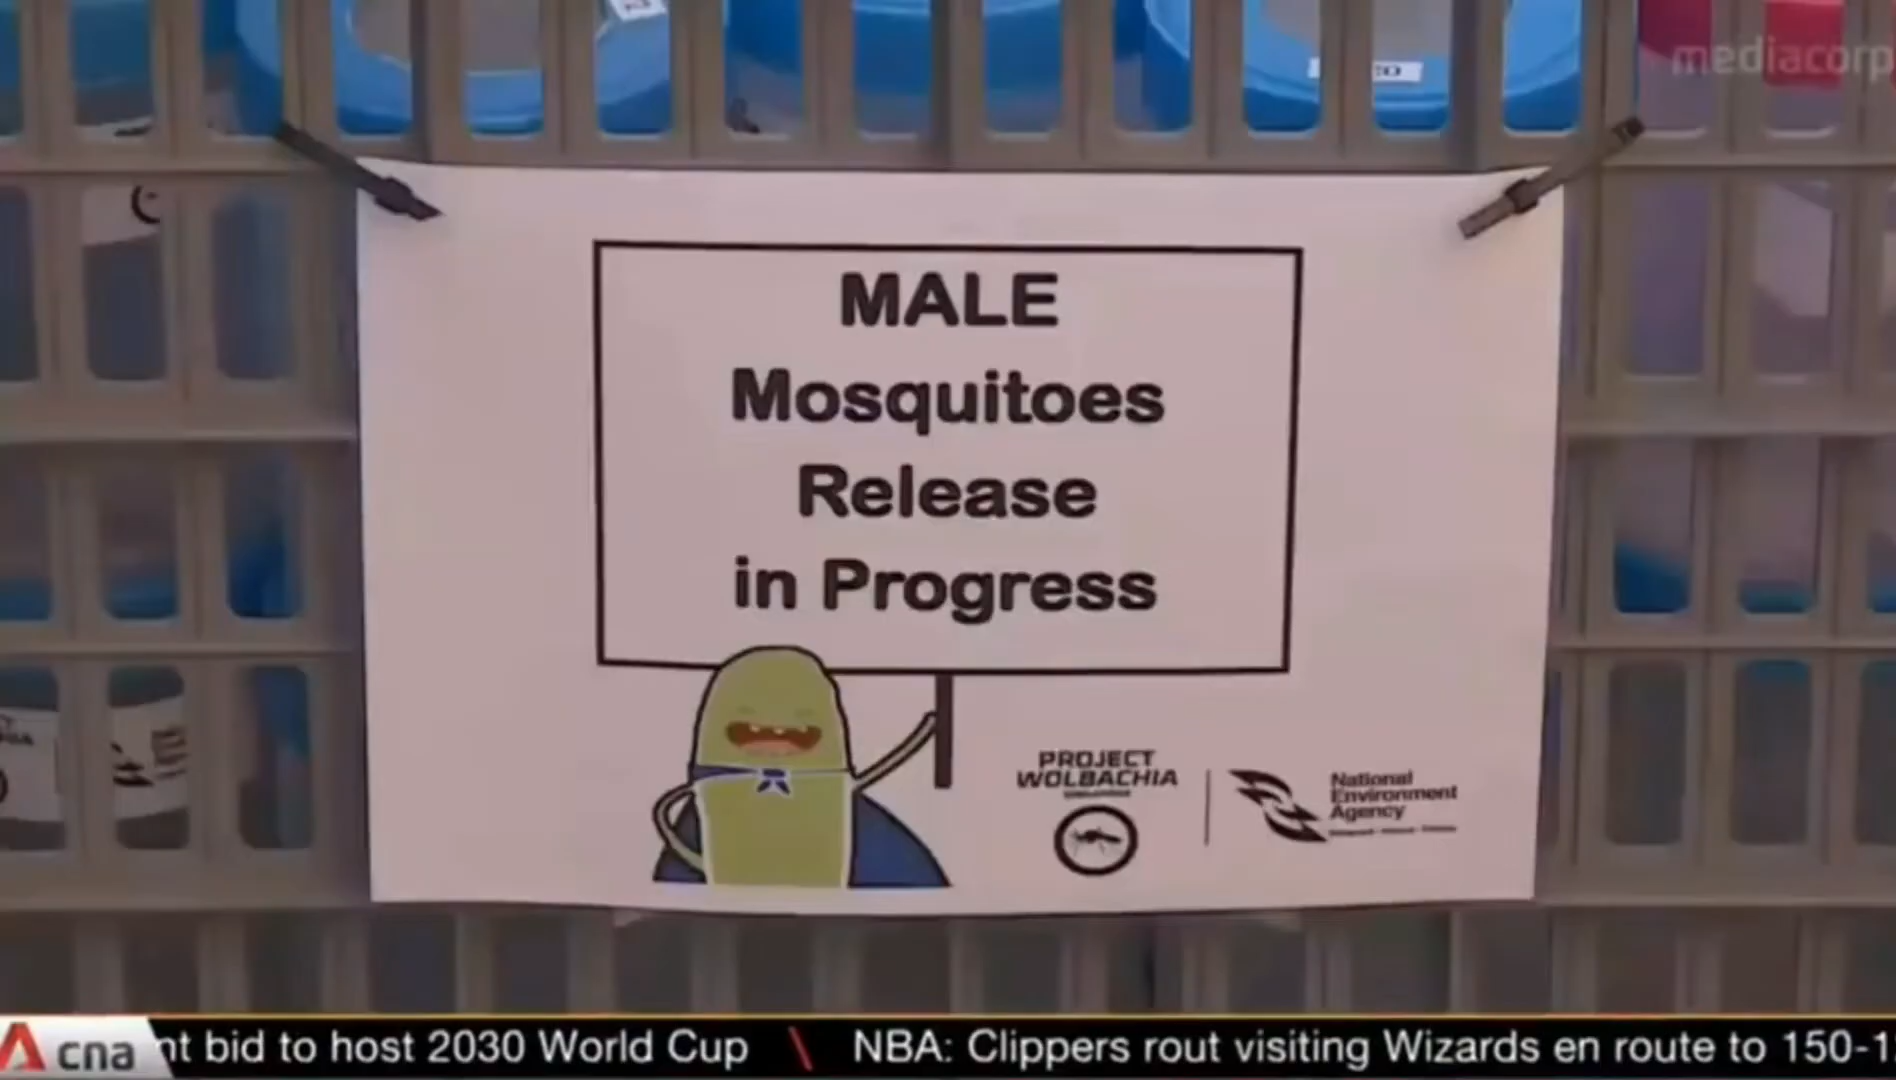 mediacorp
MALE
Mosquitoes
Release
in Progress
PROJECT
WOLBACHIA
National
Environment
Agency
cna
nt bid to host 2030 World Cup \ NBA: Clippers rout visiting Wizards en route to 150-1